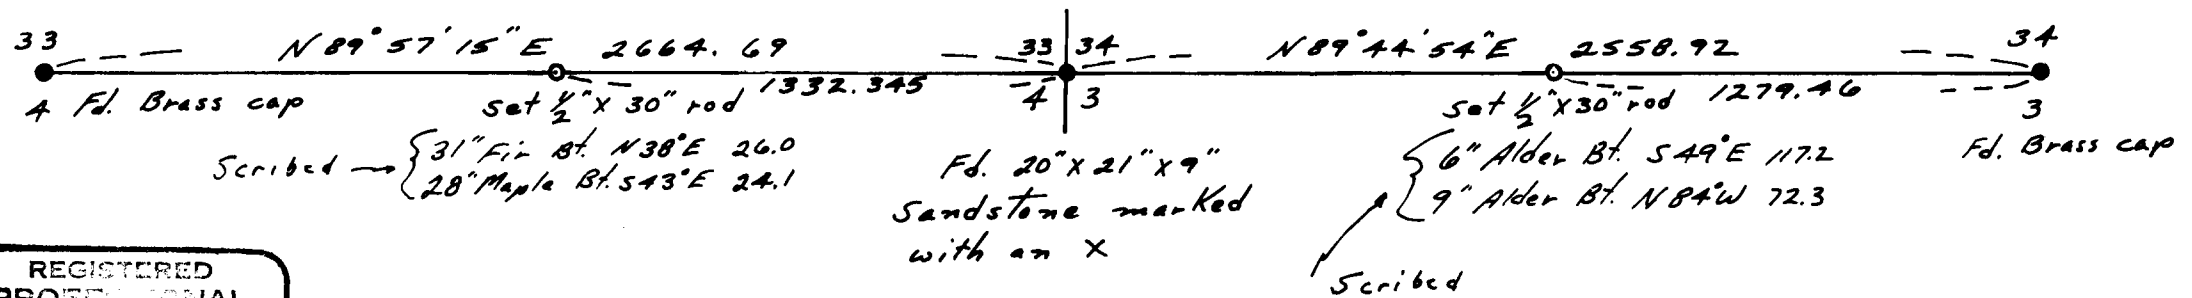 33
N 89° 57' 15" E 2664.69
33 34
N 89° 44' 54" E 2558.92
34
4 Fd. Brass cap
set 1/2" X 30" rod 1332.345
4 3
set 1/2" X 30" rod 1279.46
3
Fd. Brass cap
Scribed → { 31" Fir Bt. N38°E 26.0
28" Maple Bt. S43°E 24.1
Fd. 20" X 21" X 9"
Sandstone marked
with an X
6" Alder Bt. S49°E 117.2
9" Alder Bt. N84°W 72.3
Scribed
REGISTERED